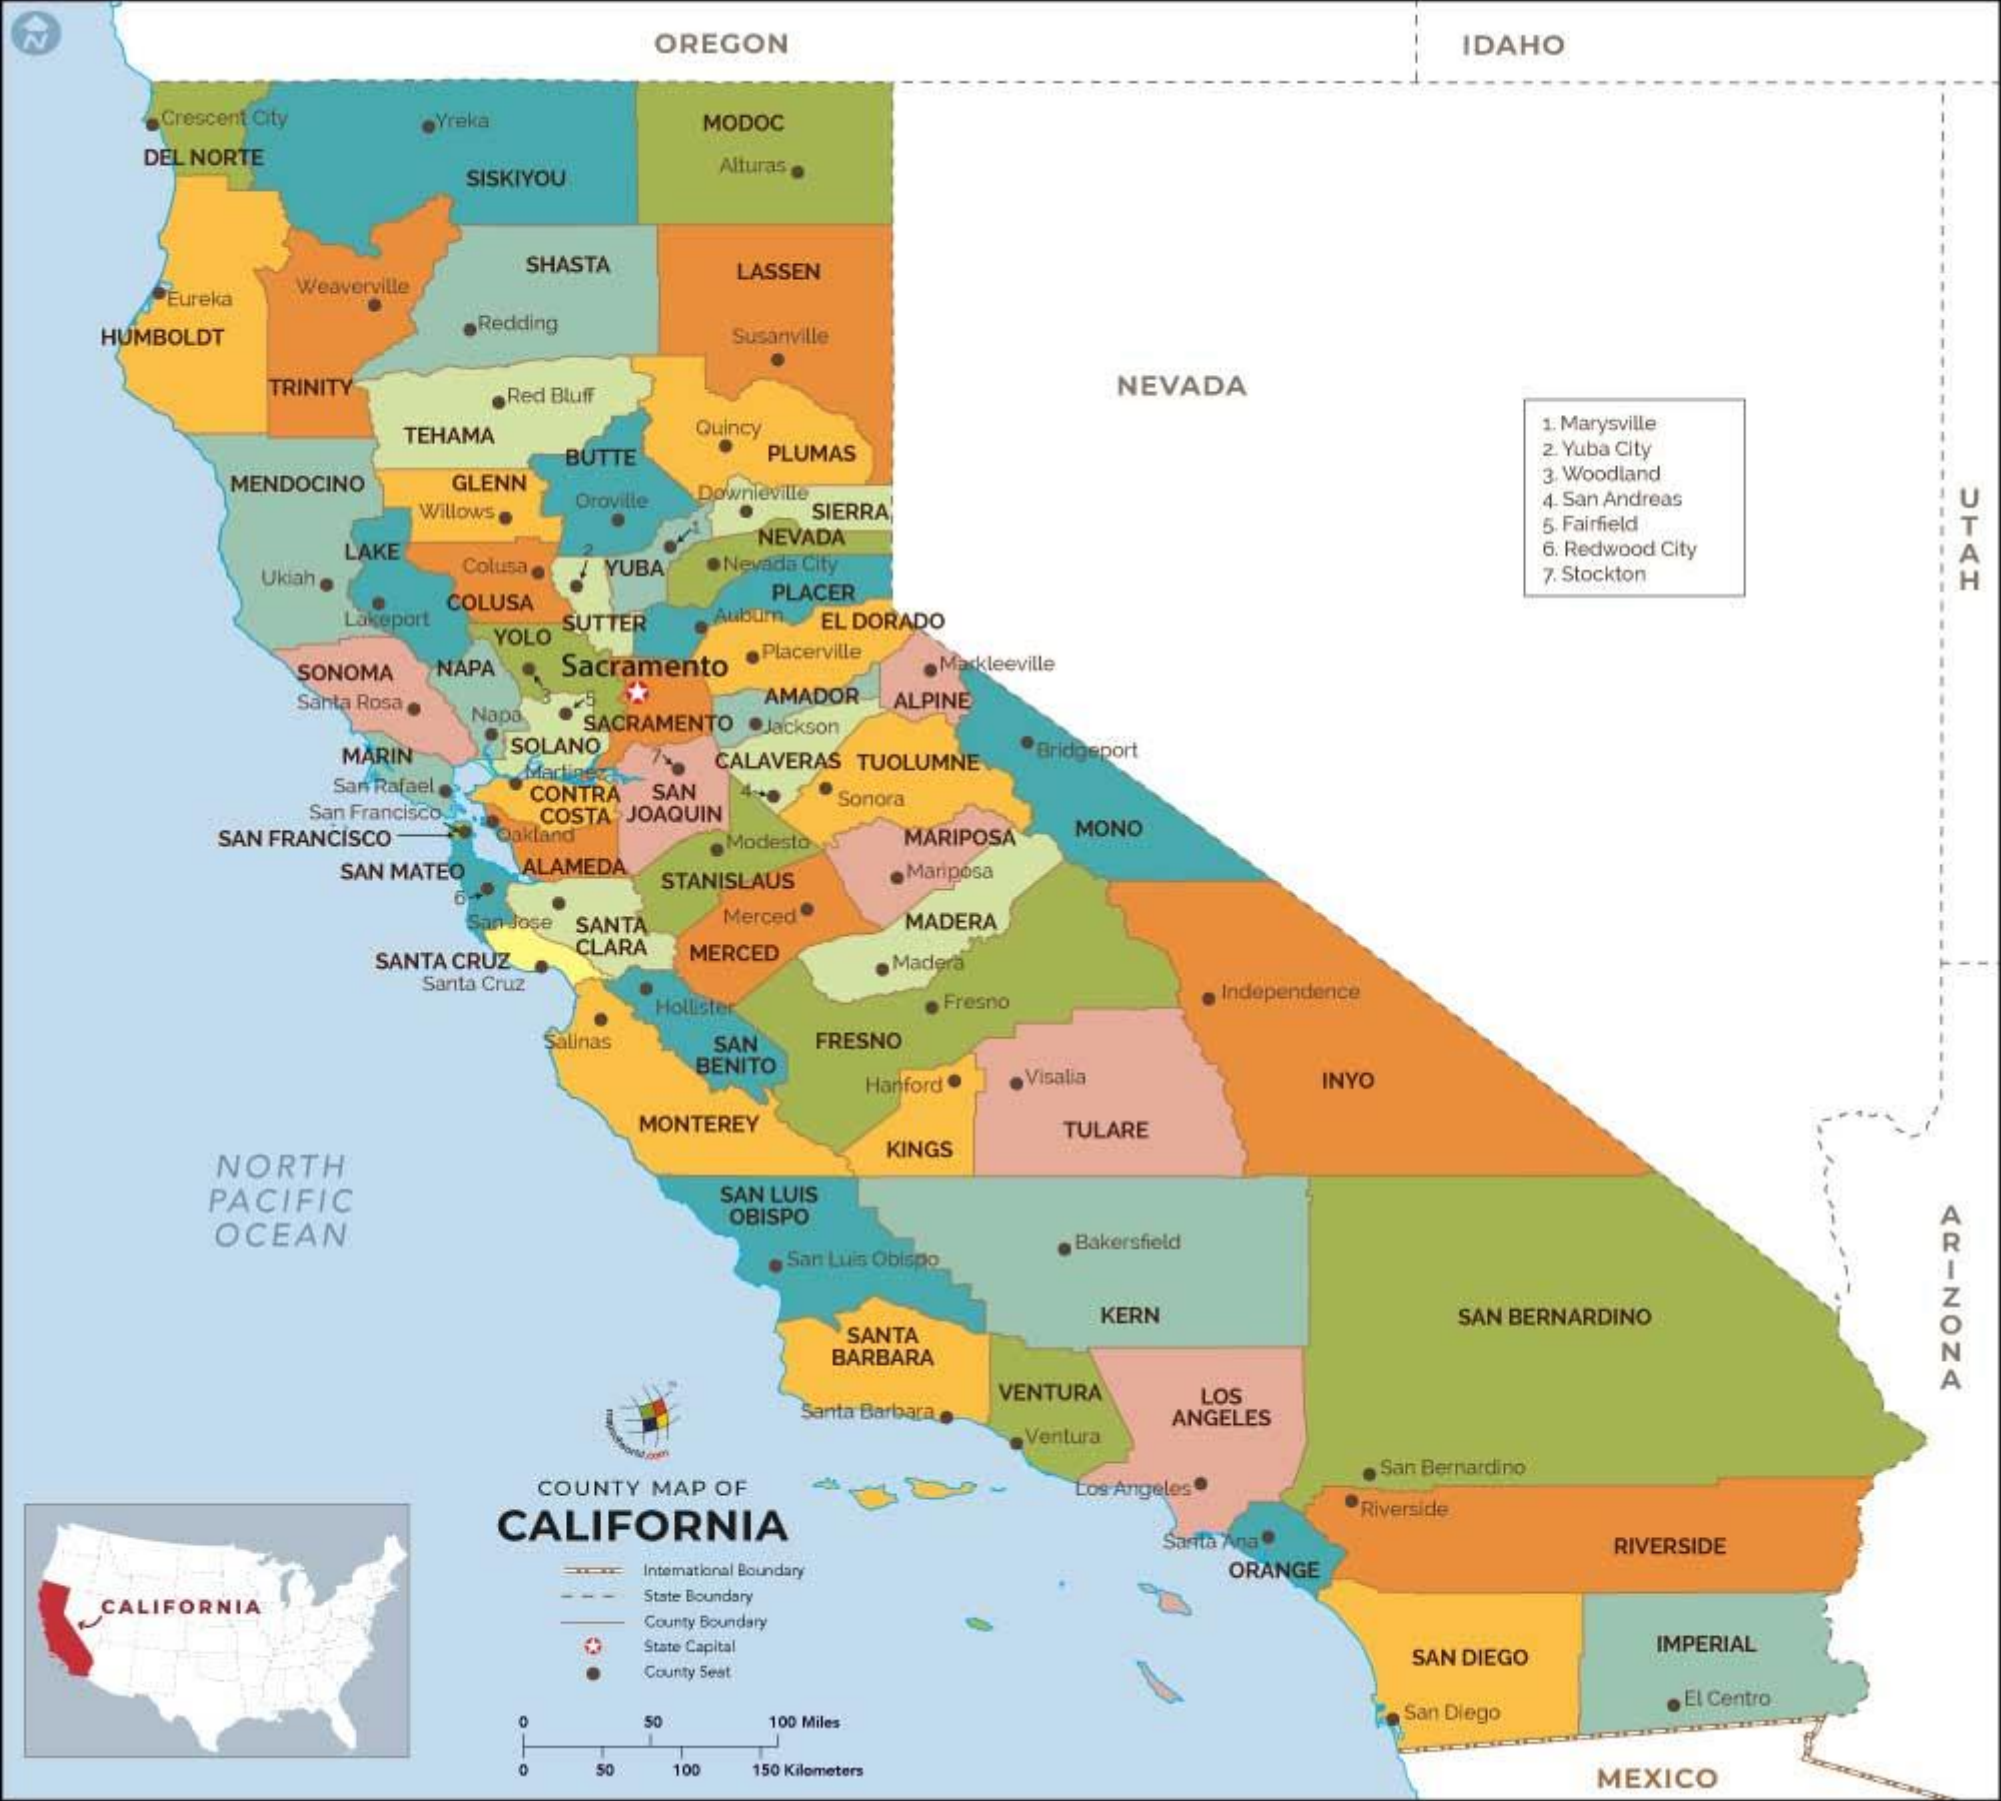 N
OREGON
IDAHO
Crescent City
Yreka
MODOC
DEL NORTE
Alturas
SISKIYOU
SHASTA
LASSEN
Weaverville
Eureka
Redding
HUMBOLDT
Susanville
TRINITY
Red Bluff
NEVADA
TEHAMA
Quincy
BUTTE
PLUMAS
1. Marysville
2. Yuba City
3. Woodland
4. San Andreas
5. Fairfield
6. Redwood City
7. Stockton
UTAH
MENDOCINO
GLENN
Willows
Oroville
Downieville
SIERRA
1
NEVADA
LAKE
2
Colusa
YUBA
Nevada City
Ukiah
PLACER
COLUSA
Lakeport
SUTTER
Auburn
EL DORADO
YOLO
Placerville
SONOMA
NAPA
Sacramento
Markleeville
Santa Rosa
3
5
AMADOR
ALPINE
Napa
SACRAMENTO
Jackson
SOLANO
MARIN
7
CALAVERAS
TUOLUMNE
Bridgeport
San Rafael
Martinez
CONTRA
COSTA
SAN
JOAQUIN
4
Sonora
San Francisco
SAN FRANCISCO
Oakland
Modesto
MARIPOSA
MONO
SAN MATEO
ALAMEDA
STANISLAUS
Mariposa
6
San Jose
SANTA
CLARA
Merced
MADERA
MERCED
SANTA CRUZ
Santa Cruz
Madera
Hollister
Fresno
Independence
Salinas
SAN
BENITO
FRESNO
Hanford
Visalia
INYO
MONTEREY
TULARE
KINGS
NORTH
PACIFIC
OCEAN
SAN LUIS
OBISPO
ARIZONA
San Luis Obispo
Bakersfield
KERN
SAN BERNARDINO
SANTA
BARBARA
VENTURA
LOS
ANGELES
Santa Barbara
Ventura
San Bernardino
Los Angeles
Riverside
Santa Ana
ORANGE
RIVERSIDE
SAN DIEGO
IMPERIAL
El Centro
San Diego
MEXICO
COUNTY MAP OF
CALIFORNIA
International Boundary
State Boundary
County Boundary
State Capital
County Seat
0 50 100 Miles
0 50 100 150 Kilometers
CALIFORNIA